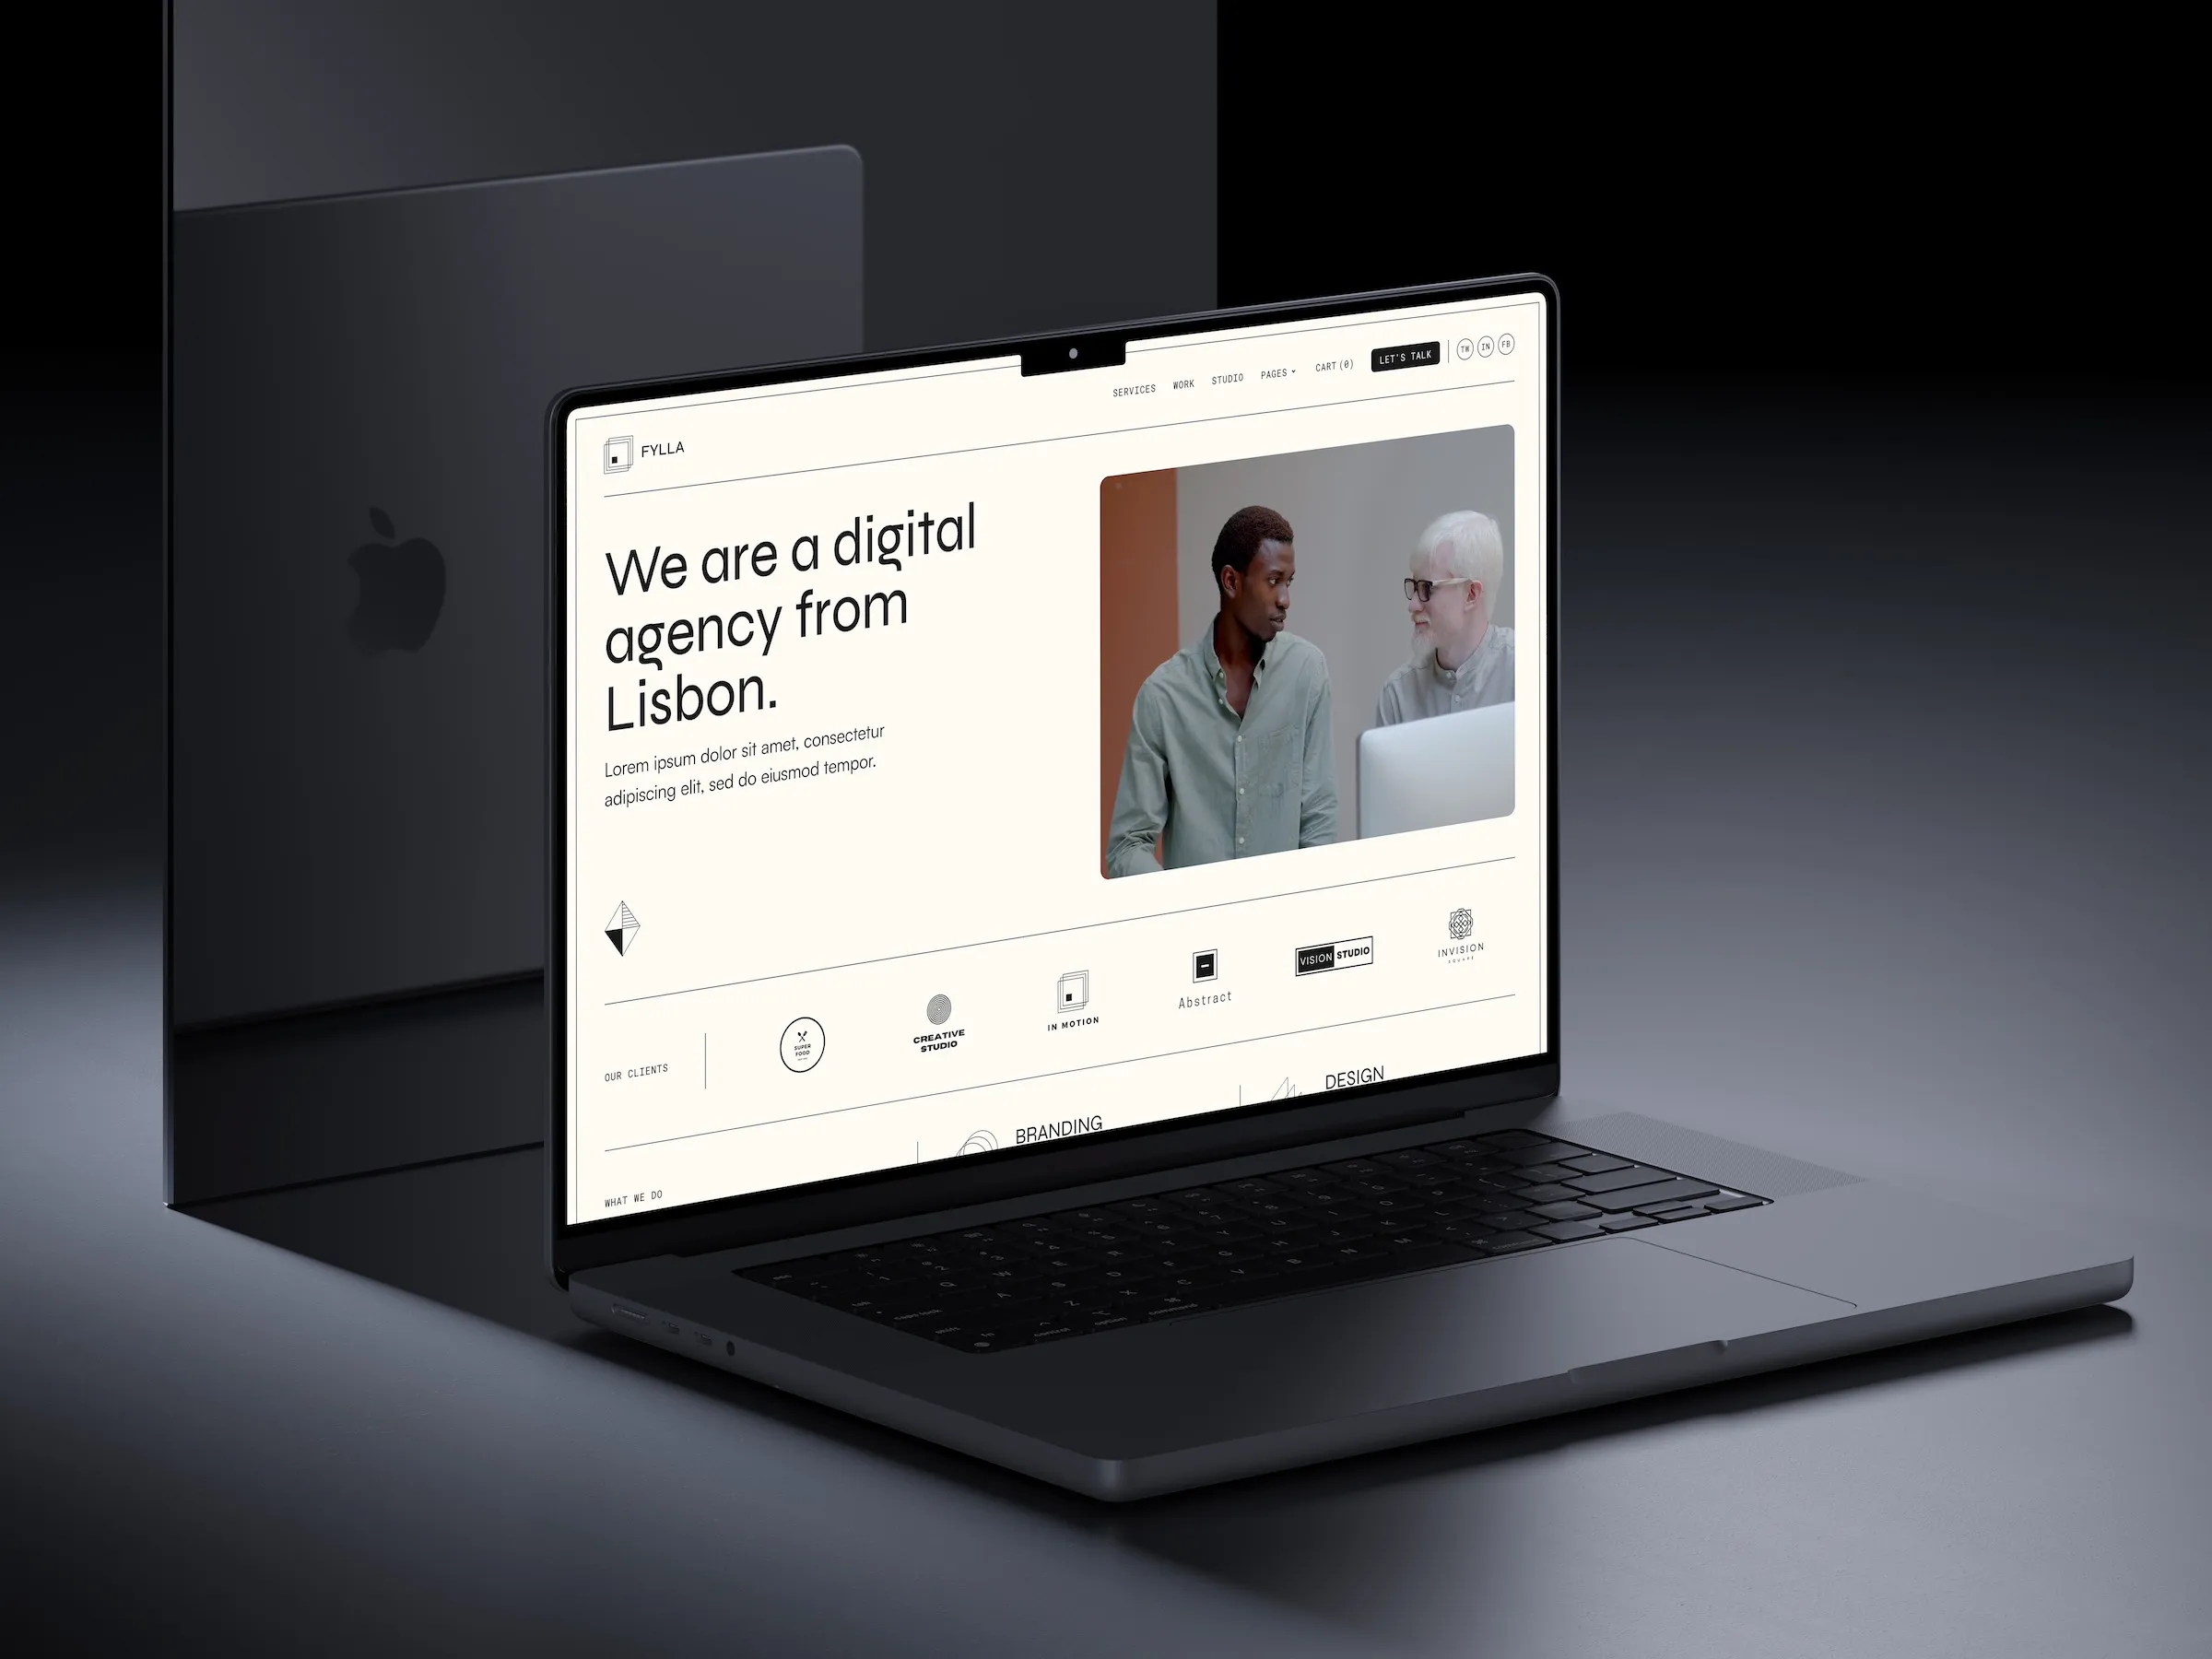 FYLLA
SERVICES WORK STUDIO PAGES CART (0) LET'S TALK TW IN FB
We are a digital
agency from
Lisbon.
Lorem ipsum dolor sit amet, consectetur
adipiscing elit, sed do eiusmod tempor.
OUR CLIENTS
SUPER
FOOD
CREATIVE
STUDIO
IN MOTION
Abstract
VISION STUDIO
INVISION
SQUARE
WHAT WE DO
BRANDING
DESIGN